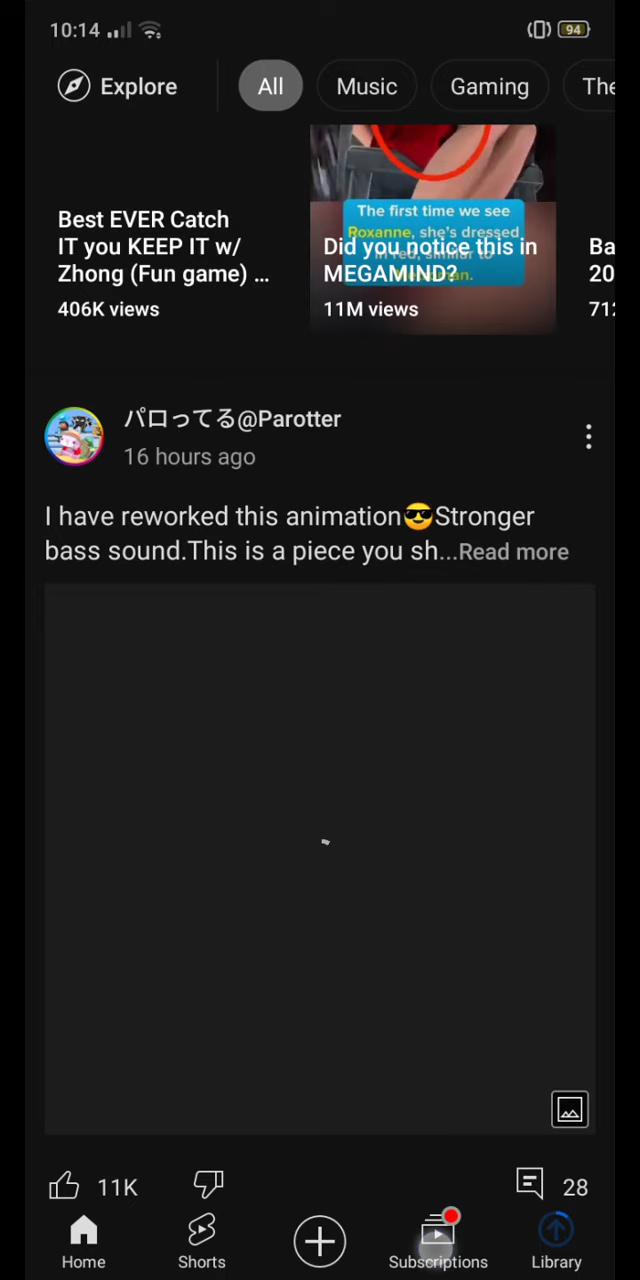 10:14
94
Explore
All
Music
Gaming
The
The first time we see
Roxanne, she's dressed
Best EVER Catch
IT you KEEP IT w/
Zhong (Fun game) ...
406K views
Did you notice this in
MEGAMIND?
11M views
Ba
20
712
パロってる@Parotter
16 hours ago
I have reworked this animation😎Stronger
bass sound.This is a piece you sh...Read more
11K
28
Home
Shorts
Subscriptions
Library